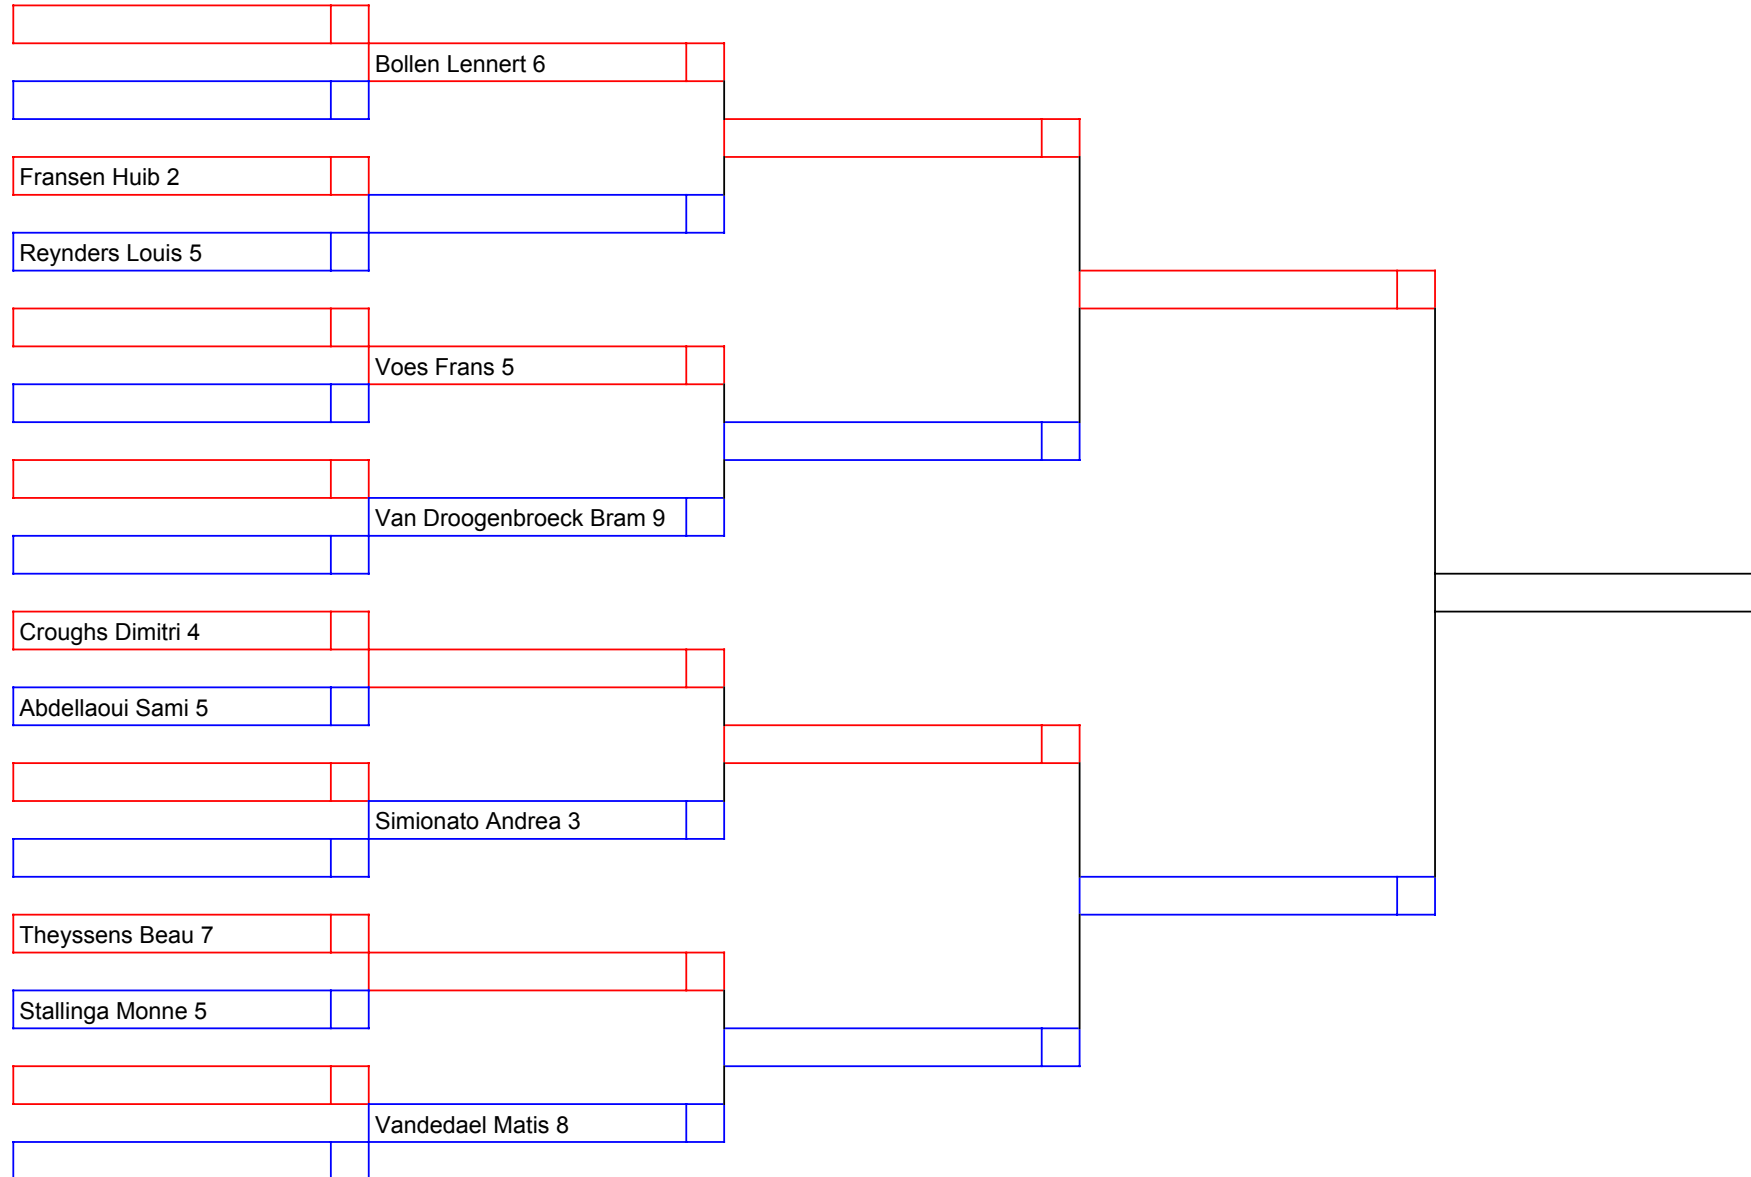 Bollen Lennert 6
Fransen Huib 2
Reynders Louis 5
Voes Frans 5
Van Droogenbroeck Bram 9
Croughs Dimitri 4
Abdellaoui Sami 5
Simionato Andrea 3
Theyssens Beau 7
Stallinga Monne 5
Vandedael Matis 8